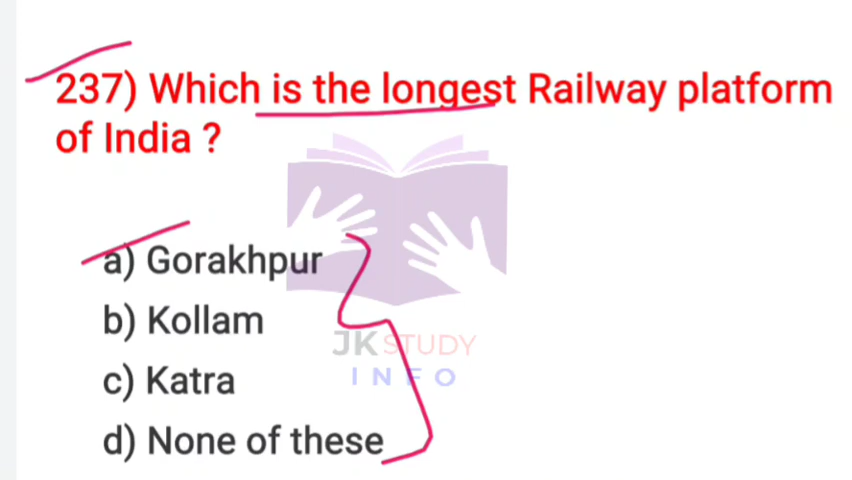 237) Which is the longest Railway platform
of India ?
a) Gorakhpur
b) Kollam
JK STUDY
INFO
c) Katra
d) None of these